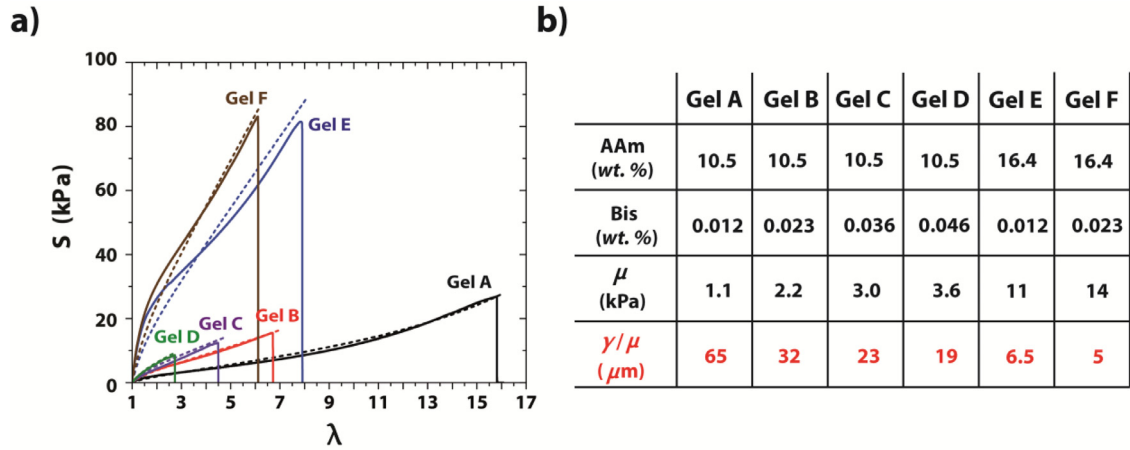 a)
b)
100
80
60
40
20
0
S (kPa)
Gel F
Gel E
Gel A
Gel B
Gel C
Gel D
1 3 5 7 9 11 13 15 17
λ
Gel A Gel B Gel C Gel D Gel E Gel F
AAm
(wt. %)
10.5 10.5 10.5 10.5 16.4 16.4
Bis
(wt. %)
0.012 0.023 0.036 0.046 0.012 0.023
μ
(kPa)
1.1 2.2 3.0 3.6 11 14
γ/μ
(μm)
65 32 23 19 6.5 5